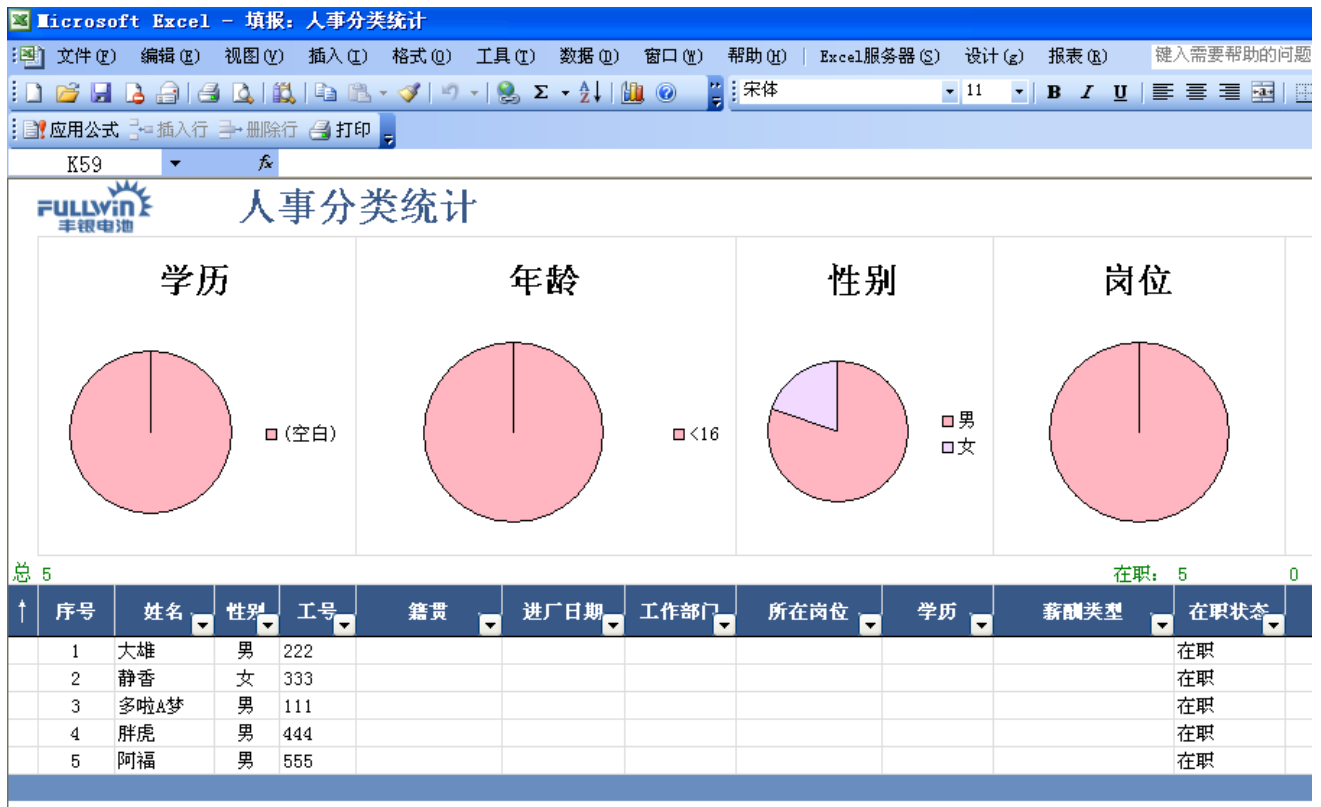 Microsoft Excel - 填报：人事分类统计
文件(F) 编辑(E) 视图(V) 插入(I) 格式(O) 工具(T) 数据(D) 窗口(W) 帮助(H) Excel服务器(S) 设计(g) 报表(R) 键入需要帮助的问题
宋体 11 B I U
应用公式 插入行 删除行 打印
K59 fx
FULLWiN 丰银电池
人事分类统计
学历 年龄 性别 岗位
(空白) <16 男 女
总 5 在职： 5 0
↑ 序号 姓名 性别 工号 籍贯 进厂日期 工作部门 所在岗位 学历 薪酬类型 在职状态
1 大雄 男 222 在职
2 静香 女 333 在职
3 多啦A梦 男 111 在职
4 胖虎 男 444 在职
5 阿福 男 555 在职